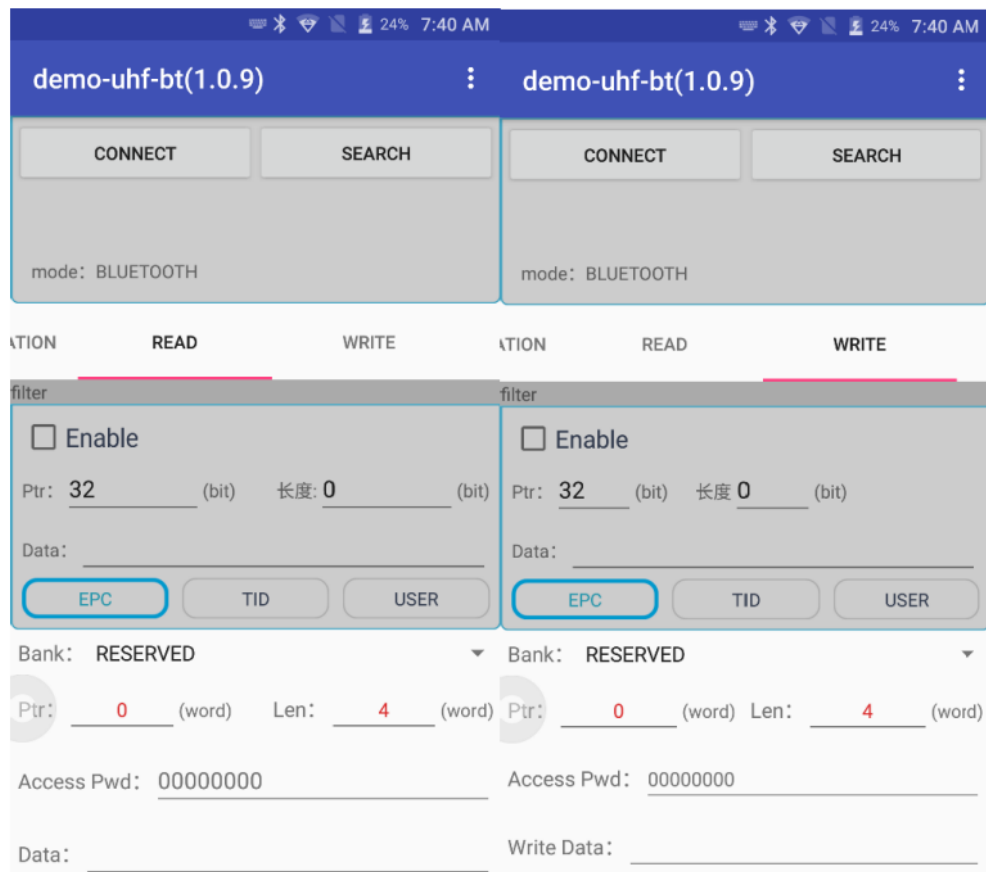 24% 7:40 AM
demo-uhf-bt(1.0.9)
CONNECT SEARCH
mode: BLUETOOTH
ATION READ WRITE
filter
Enable
Ptr: 32 (bit) 长度: 0 (bit)
Data:
EPC TID USER
Bank: RESERVED
Ptr: 0 (word) Len: 4 (word)
Access Pwd: 00000000
Data:
24% 7:40 AM
demo-uhf-bt(1.0.9)
CONNECT SEARCH
mode: BLUETOOTH
ATION READ WRITE
filter
Enable
Ptr: 32 (bit) 长度 0 (bit)
Data:
EPC TID USER
Bank: RESERVED
Ptr: 0 (word) Len: 4 (word)
Access Pwd: 00000000
Write Data: